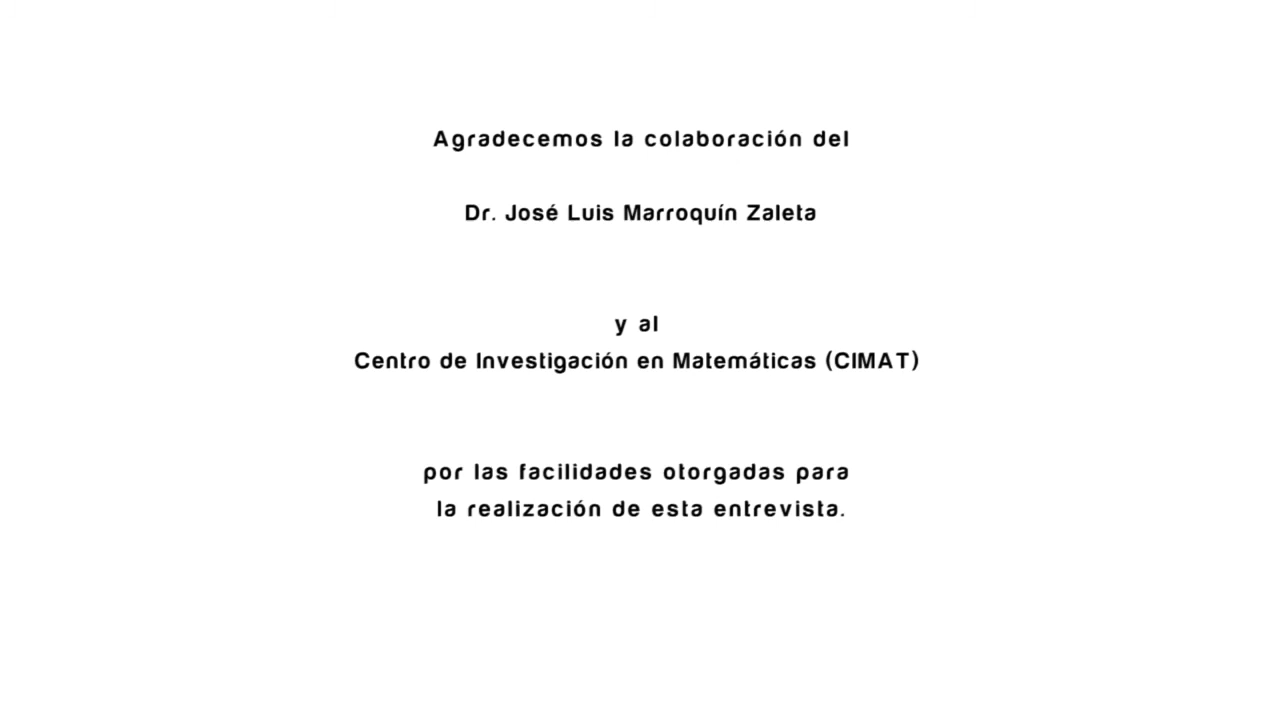 Agradecemos la colaboración del
Dr. José Luis Marroquín Zaleta
y al
Centro de Investigación en Matemáticas (CIMAT)
por las facilidades otorgadas para
la realización de esta entrevista.